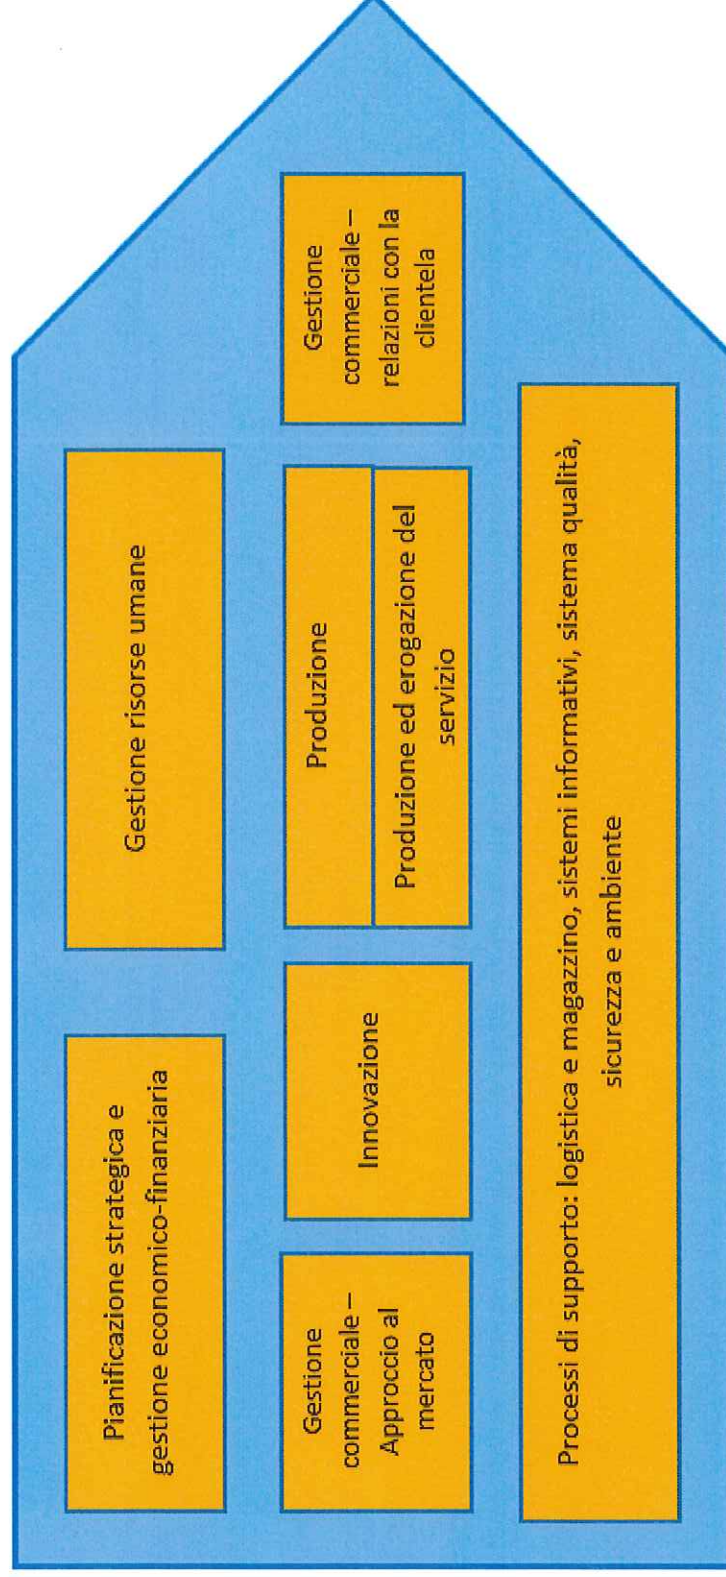 Pianificazione strategica e
gestione economico-finanziaria
Gestione risorse umane
Gestione
commerciale –
Approccio al
mercato
Innovazione
Produzione
Produzione ed erogazione del
servizio
Gestione
commerciale –
relazioni con la
clientela
Processi di supporto: logistica e magazzino, sistemi informativi, sistema qualità,
sicurezza e ambiente